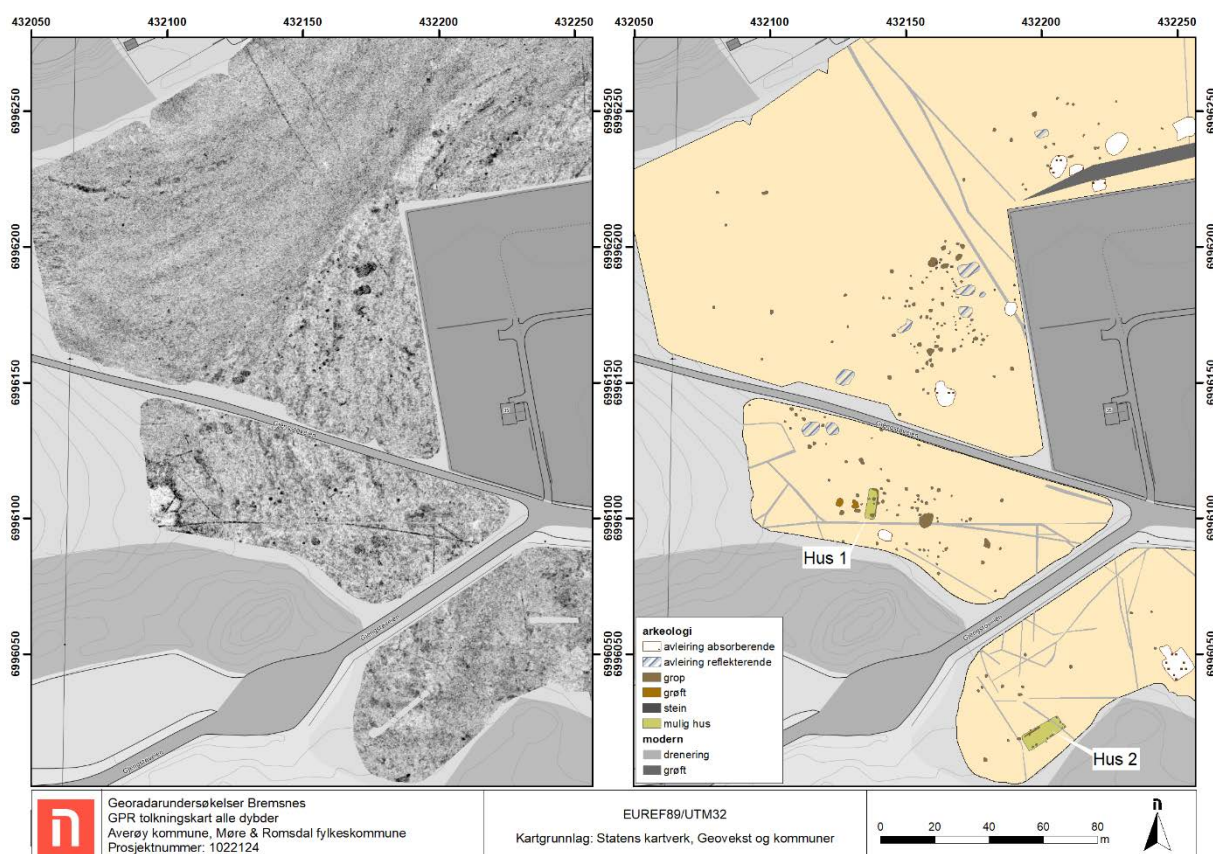 432050 432100 432150 432200 432250
432100 432150 432200 432250
6996250
6996200
6996150
6996100
6996050
6996250
6996200
6996150
6996100
6996050
Hus 1
Hus 2
arkeologi
avleiring absorberende
avleiring reflekterende
grop
grøft
stein
mulig hus
modern
drenering
grøft
Georadarundersøkelser Bremsnes
GPR tolkningskart alle dybder
Averøy kommune, Møre & Romsdal fylkeskommune
Prosjektnummer: 1022124
EUREF89/UTM32
Kartgrunnlag: Statens kartverk, Geovekst og kommuner
0 20 40 60 80
m
n